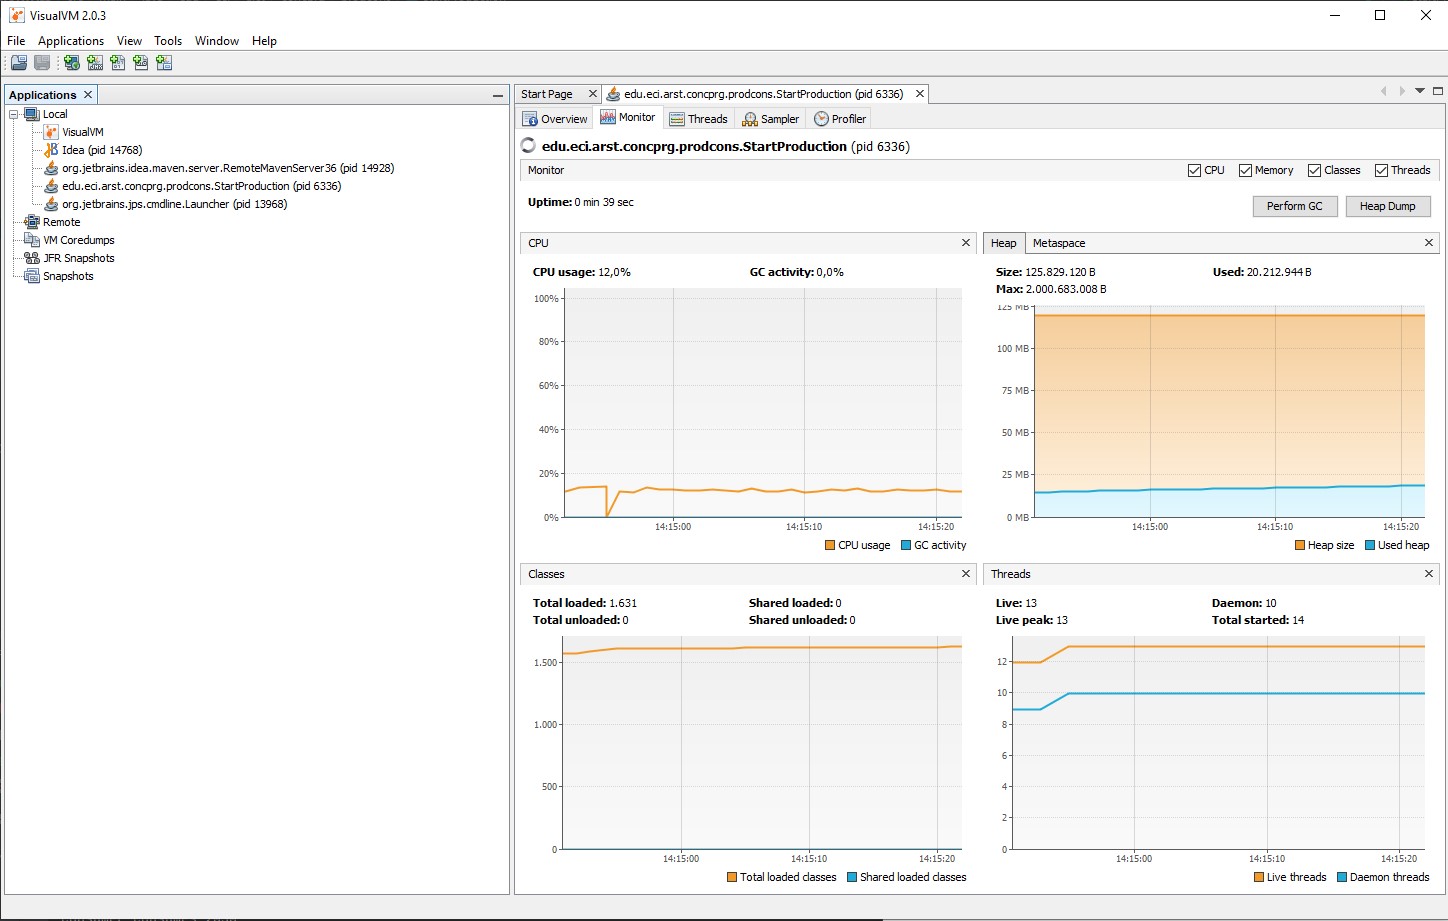 VisualVM 2.0.3
File Applications View Tools Window Help
Applications
Local
VisualVM
Idea (pid 14768)
org.jetbrains.idea.maven.server.RemoteMavenServer36 (pid 14928)
edu.eci.arst.concprg.prodcons.StartProduction (pid 6336)
org.jetbrains.jps.cmdline.Launcher (pid 13968)
Remote
VM Coredumps
JFR Snapshots
Snapshots
Start Page edu.eci.arst.concprg.prodcons.StartProduction (pid 6336)
Overview Monitor Threads Sampler Profiler
edu.eci.arst.concprg.prodcons.StartProduction (pid 6336)
Monitor CPU Memory Classes Threads
Uptime: 0 min 39 sec Perform GC Heap Dump
CPU
CPU usage: 12,0% GC activity: 0,0%
100%
80%
60%
40%
20%
0%
14:15:00 14:15:10 14:15:20
CPU usage GC activity
Heap Metaspace
Size: 125.829.120 B Used: 20.212.944 B
Max: 2.000.683.008 B
125 MB
100 MB
75 MB
50 MB
25 MB
0 MB
14:15:00 14:15:10 14:15:20
Heap size Used heap
Classes
Total loaded: 1.631 Shared loaded: 0
Total unloaded: 0 Shared unloaded: 0
1.500
1.000
500
0
14:15:00 14:15:10 14:15:20
Total loaded classes Shared loaded classes
Threads
Live: 13 Daemon: 10
Live peak: 13 Total started: 14
12
10
8
6
4
2
0
14:15:00 14:15:10 14:15:20
Live threads Daemon threads